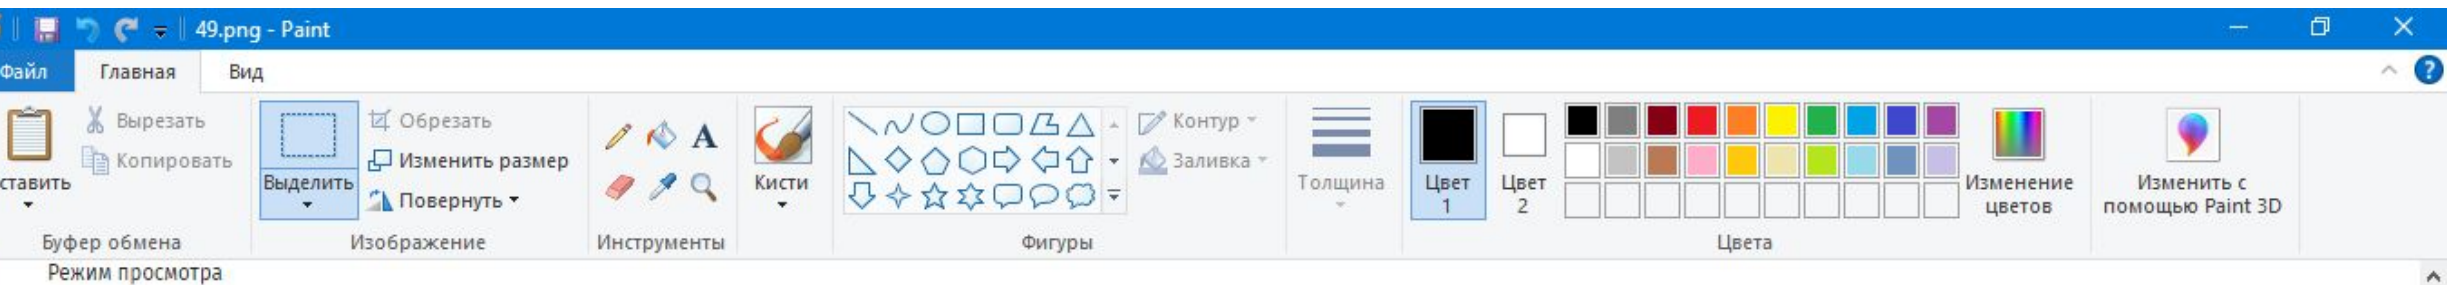 49.png - Paint
Файл Главная Вид
ставить
Вырезать
Копировать
Буфер обмена
Выделить
Обрезать
Изменить размер
Повернуть
Изображение
A
Инструменты
Кисти
Контур
Заливка
Фигуры
Толщина
Цвет
1
Цвет
2
Изменение
цветов
Цвета
Изменить с
помощью Paint 3D
?
Режим просмотра